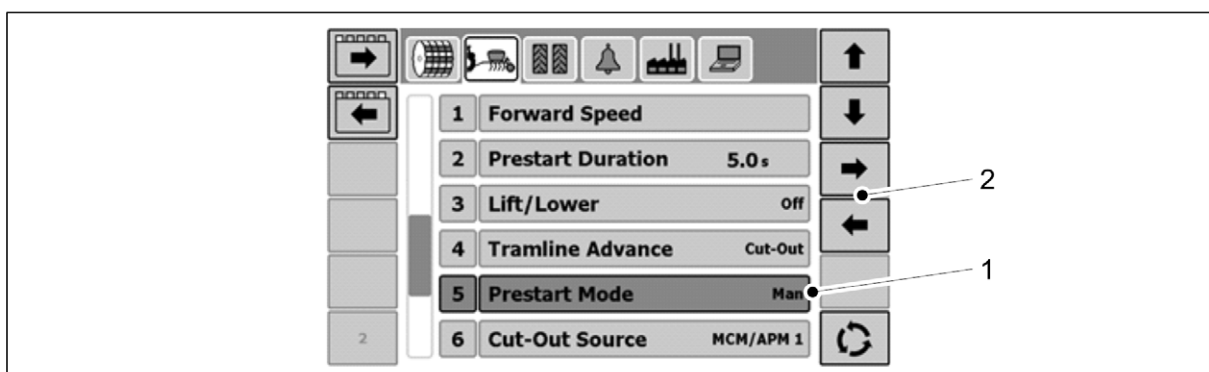 1 Forward Speed
2 Prestart Duration 5.0 s
3 Lift/Lower Off
4 Tramline Advance Cut-Out
5 Prestart Mode Man
2 6 Cut-Out Source MCM/APM 1
2
1